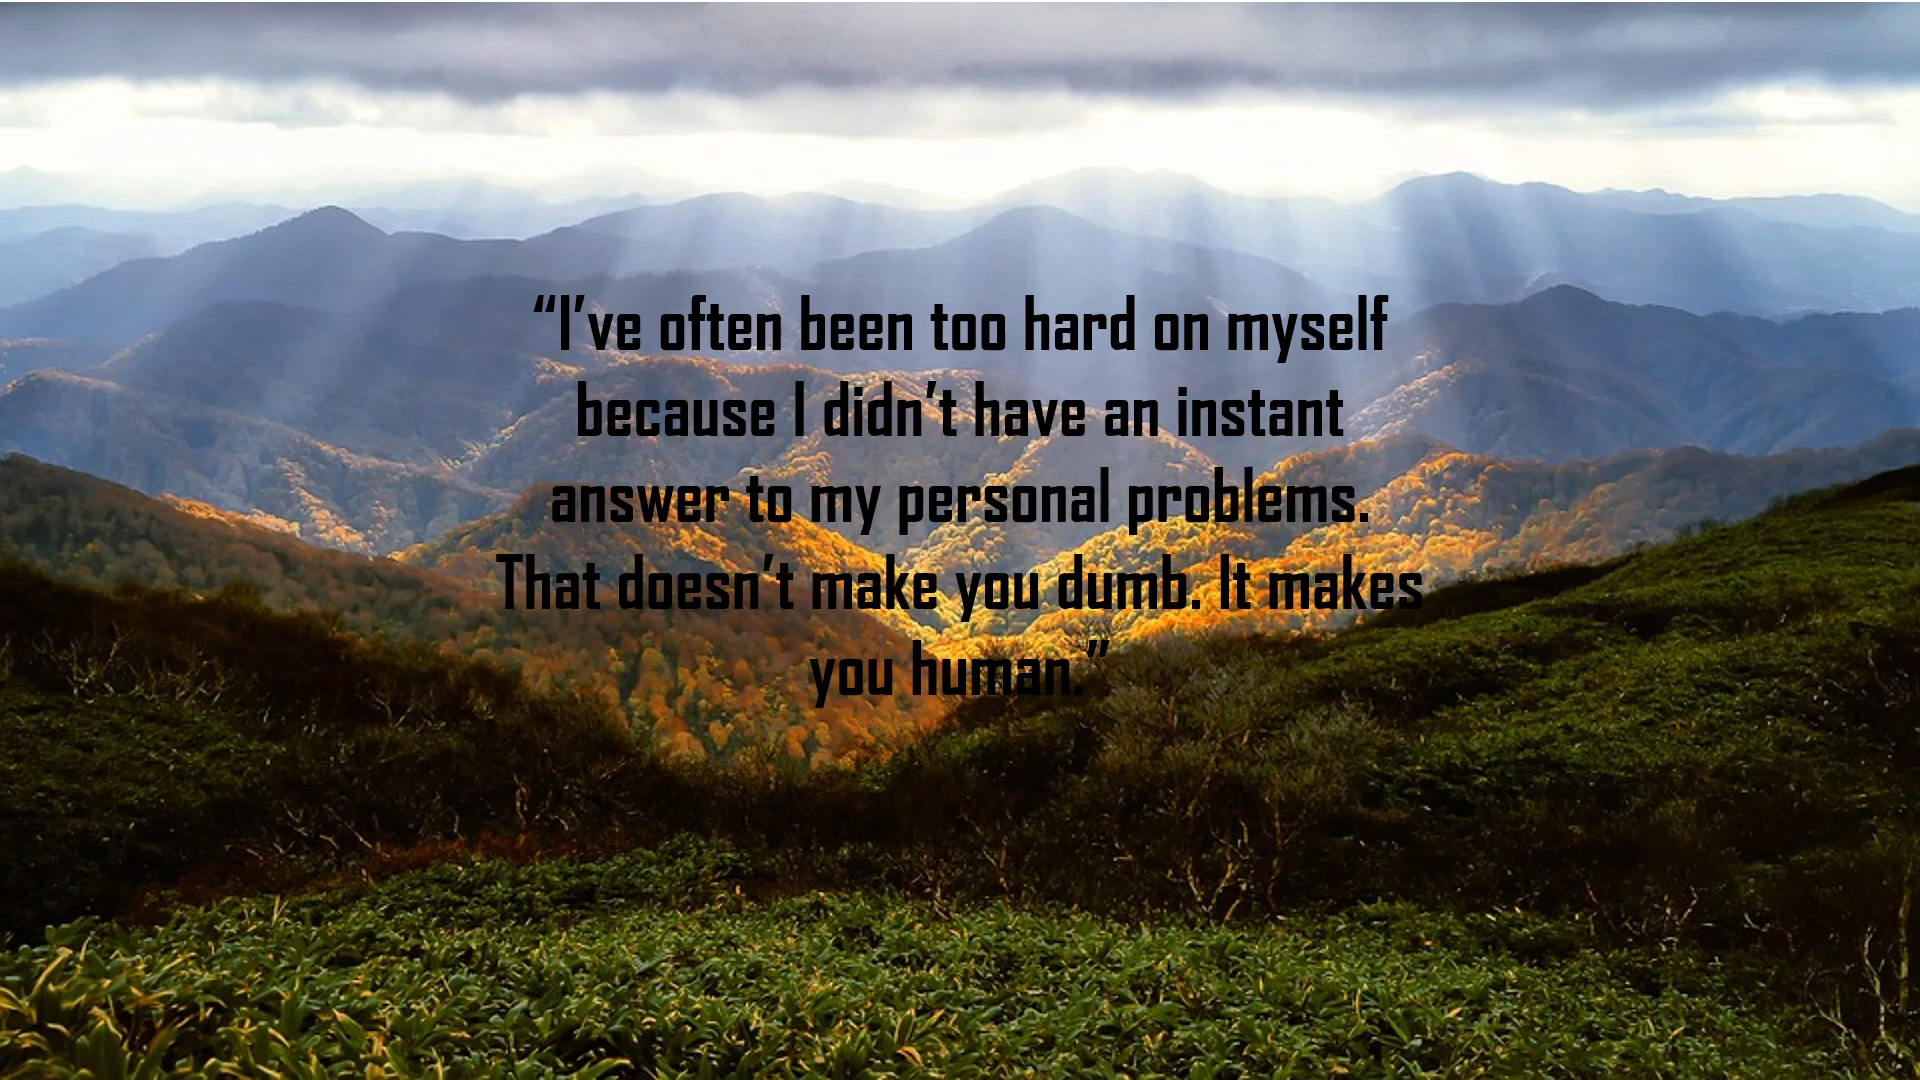 “I’ve often been too hard on myself
because I didn’t have an instant
answer to my personal problems.
That doesn’t make you dumb. It makes
you human.”